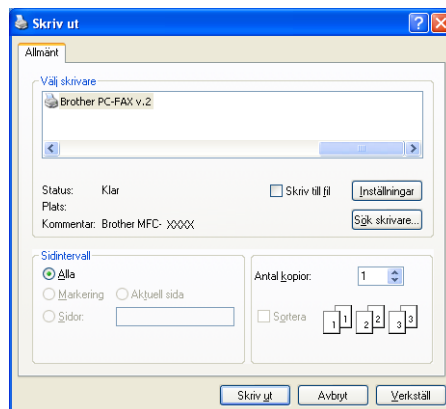 Skriv ut
Allmänt
Välj skrivare
Brother PC-FAX v.2
Status: Klar
Plats:
Kommentar: Brother MFC- XXXX
Skriv till fil
Inställningar
Sök skrivare...
Sidintervall
Alla
Markering Aktuell sida
Sidor:
Antal kopior: 1
Sortera
1 1 2 2 3 3
Skriv ut Avbryt Verkställ